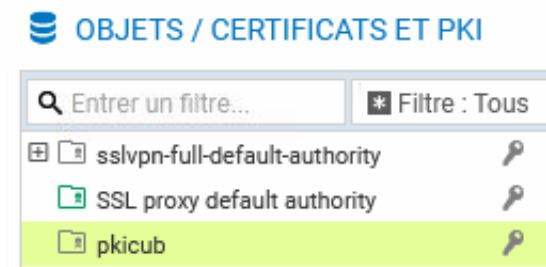 OBJETS / CERTIFICATS ET PKI
Entrer un filtre... Filtre : Tous
sslvpn-full-default-authority
SSL proxy default authority
pkicub